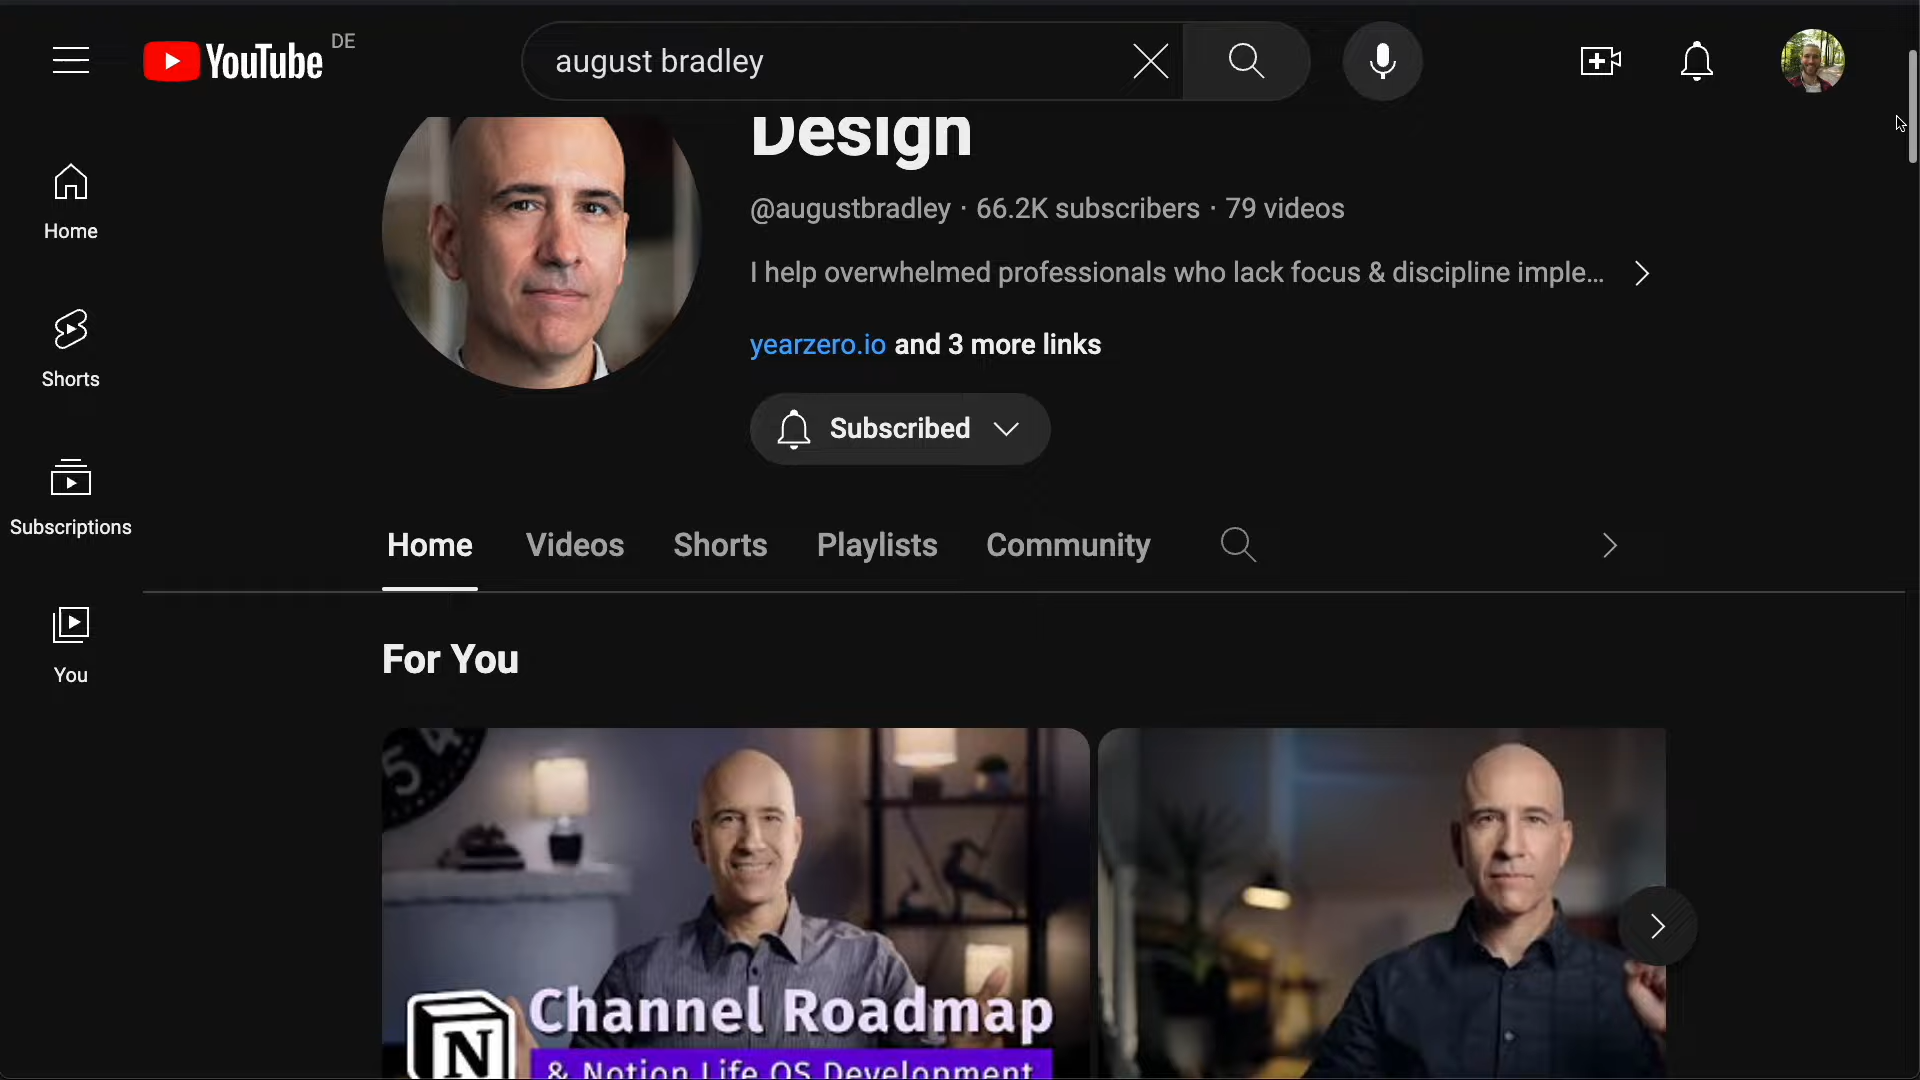 YouTube DE
august bradley
Home
Shorts
Subscriptions
You
Design
@augustbradley · 66.2K subscribers · 79 videos
I help overwhelmed professionals who lack focus & discipline imple...
yearzero.io and 3 more links
Subscribed
Home Videos Shorts Playlists Community
For You
5 4
N Channel Roadmap
& Notion Life OS Development